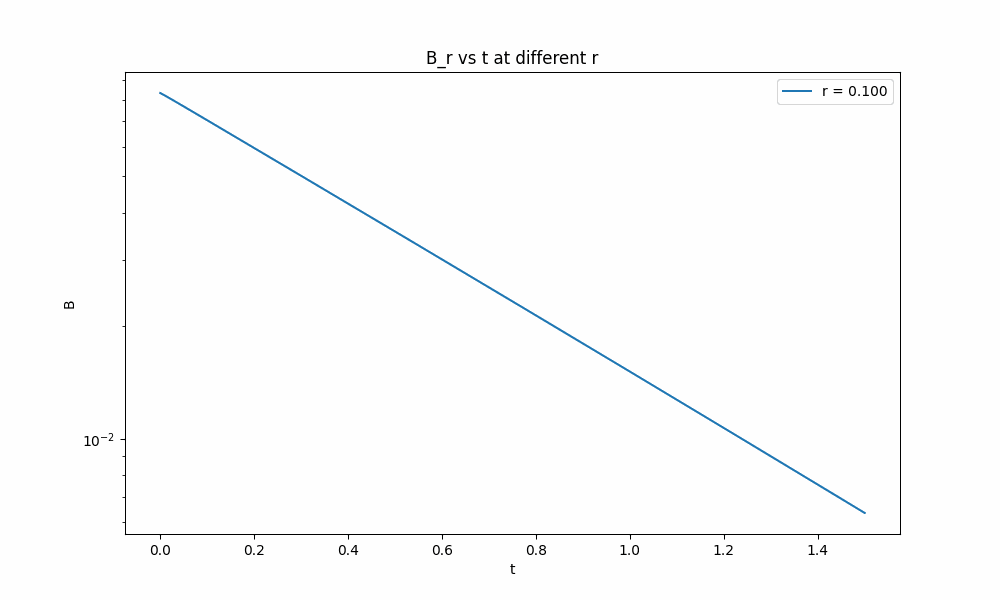 B_r vs t at different r
r = 0.100
B
10⁻²
0.0 0.2 0.4 0.6 0.8 1.0 1.2 1.4
t